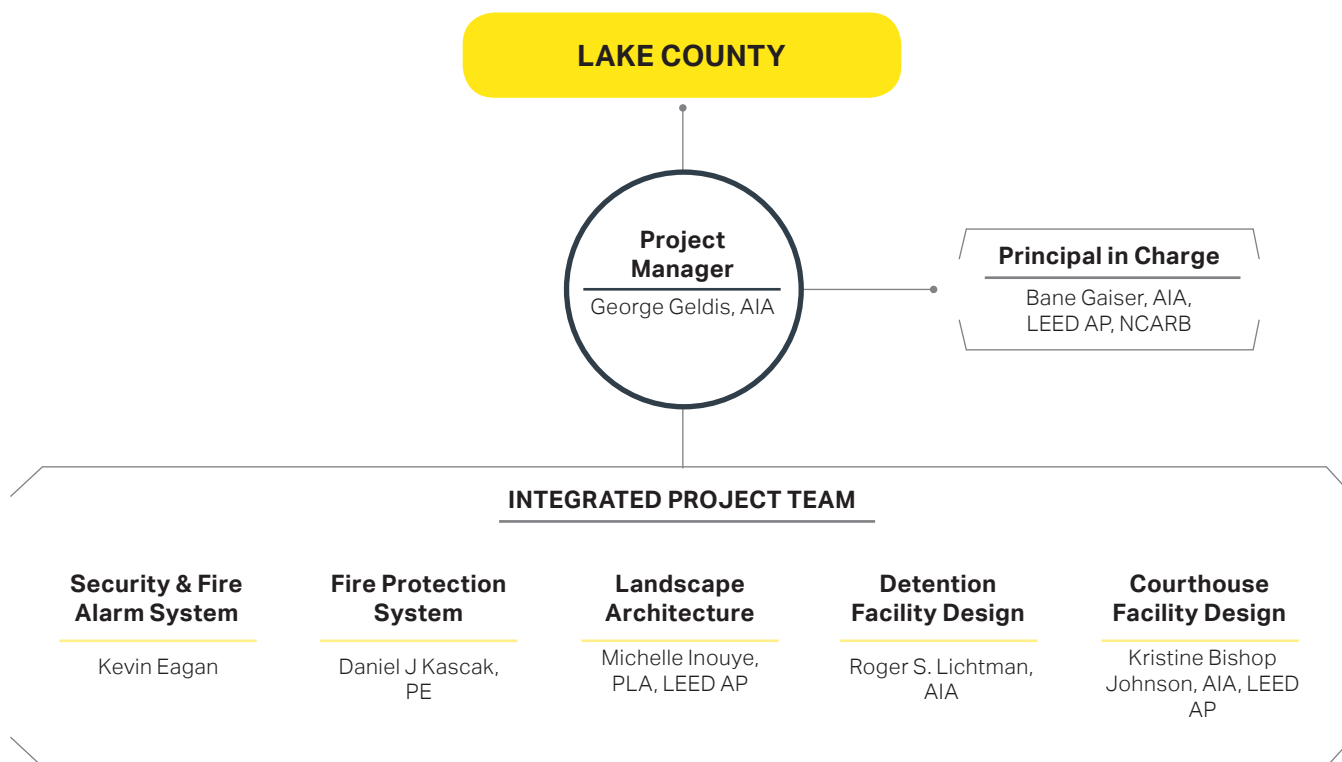 LAKE COUNTY
Project
Manager
George Geldis, AIA
Principal in Charge
Bane Gaiser, AIA,
LEED AP, NCARB
INTEGRATED PROJECT TEAM
Security & Fire
Alarm System
Kevin Eagan
Fire Protection
System
Daniel J Kascak,
PE
Landscape
Architecture
Michelle Inouye,
PLA, LEED AP
Detention
Facility Design
Roger S. Lichtman,
AIA
Courthouse
Facility Design
Kristine Bishop
Johnson, AIA, LEED
AP